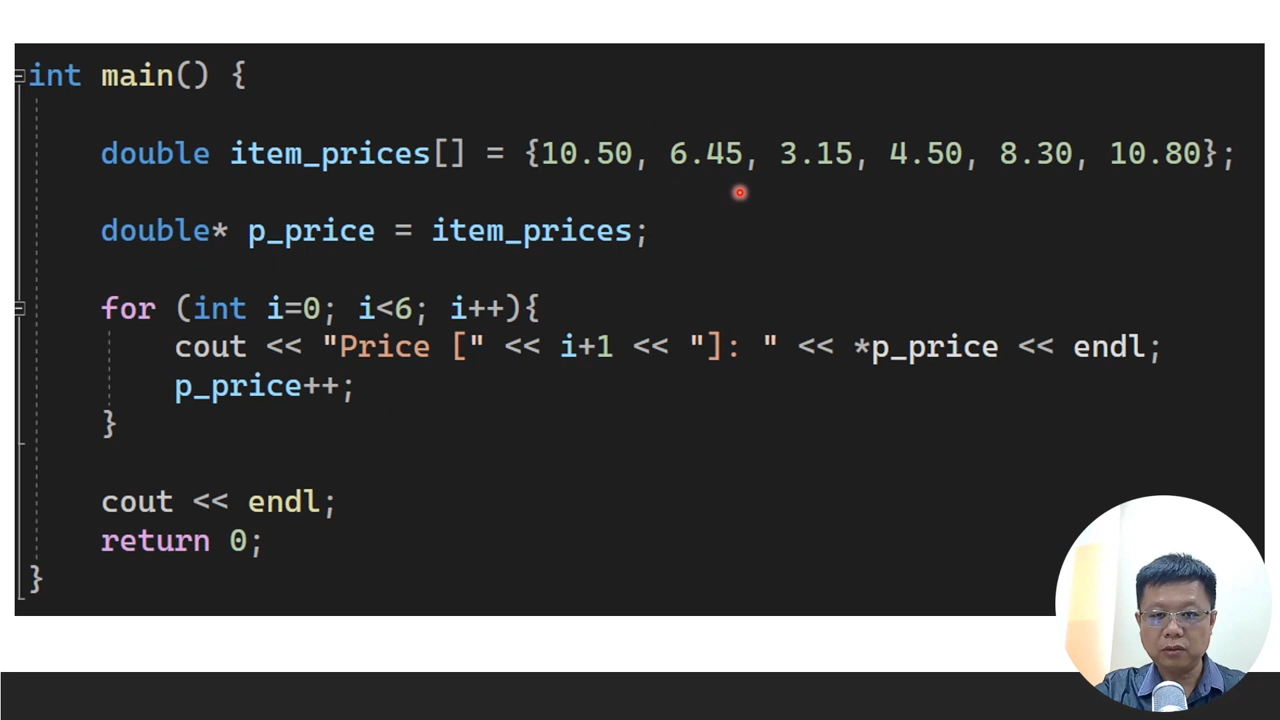 int main() {
double item_prices[] = {10.50, 6.45, 3.15, 4.50, 8.30, 10.80};
double* p_price = item_prices;
for (int i=0; i<6; i++){
cout << "Price [" << i+1 << "]: " << *p_price << endl;
p_price++;
}
cout << endl;
return 0;
}